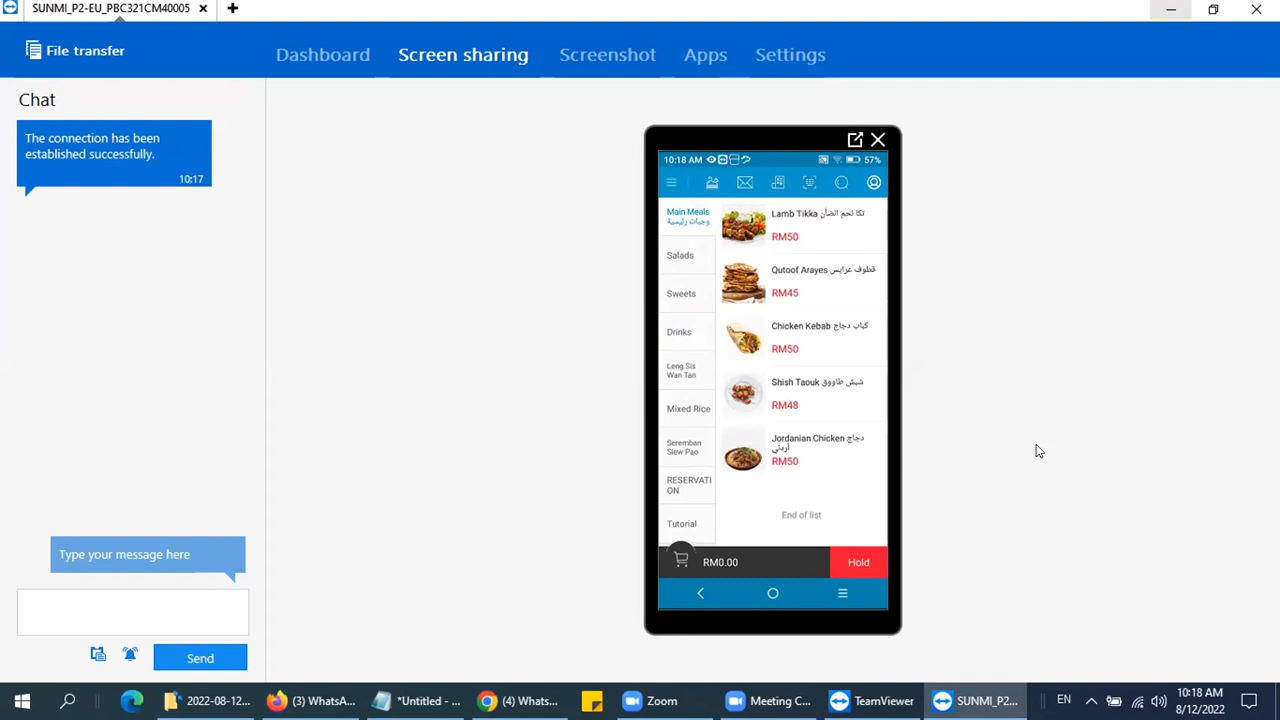 SUNMI_P2-EU_PBC321CM40005
File transfer
Dashboard
Screen sharing
Screenshot
Apps
Settings
Chat
The connection has been
established successfully.
10:17
Type your message here
Send
10:18 AM
57%
Main Meals
وجبات رئيسية
Salads
Sweets
Drinks
Leng Sis
Wan Tan
Mixed Rice
Seremban
Siew Pao
RESERVATI
ON
Tutorial
Lamb Tikka تكا لحم الضأن
RM50
Qutoof Arayes قطوف عرايس
RM45
Chicken Kebab كباب دجاج
RM50
Shish Taouk شيش طاووق
RM48
Jordanian Chicken دجاج
أردني
RM50
End of list
RM0.00
Hold
2022-08-12...
(3) WhatsA...
*Untitled - ...
(4) Whats...
Zoom
Meeting C...
TeamViewer
SUNMI_P2...
EN
10:18 AM
8/12/2022